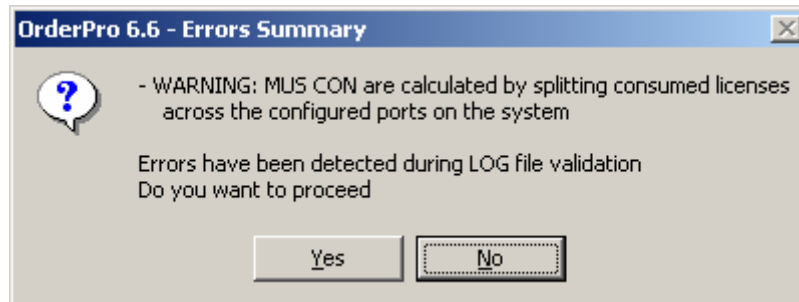 OrderPro 6.6 - Errors Summary
- WARNING: MUS CON are calculated by splitting consumed licenses
across the configured ports on the system
Errors have been detected during LOG file validation
Do you want to proceed
Yes
No